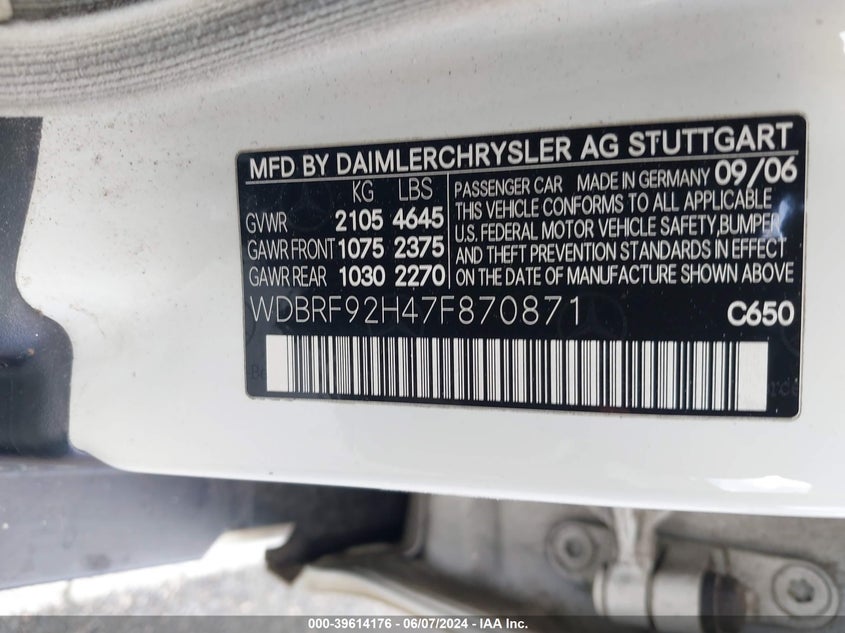 MFD BY DAIMLERCHRYSLER AG STUTTGART
KG LBS
GVWR 2105 4645
GAWR FRONT 1075 2375
GAWR REAR 1030 2270
PASSENGER CAR MADE IN GERMANY 09/06
THIS VEHICLE CONFORMS TO ALL APPLICABLE
U.S. FEDERAL MOTOR VEHICLE SAFETY, BUMPER
AND THEFT PREVENTION STANDARDS IN EFFECT
ON THE DATE OF MANUFACTURE SHOWN ABOVE
WDBRF92H47F870871 C650
000-39614176 - 06/07/2024 - IAA, LLC